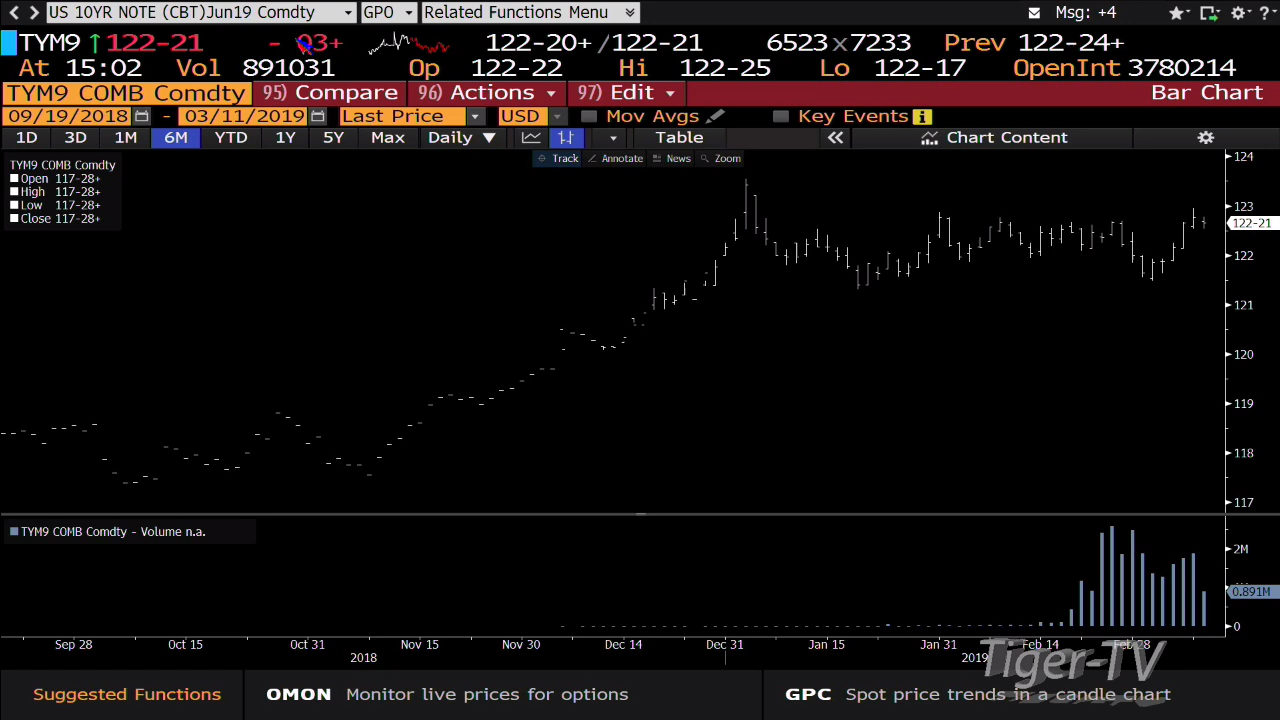 US 10YR NOTE (CBT)Jun19 Comdty GPO Related Functions Menu Msg: +4
TYM9 ↑122-21 - 03+ 122-20+/122-21 6523x7233 Prev 122-24+
At 15:02 Vol 891031 Op 122-22 Hi 122-25 Lo 122-17 OpenInt 3780214
TYM9 COMB Comdty 95) Compare 96) Actions 97) Edit Bar Chart
09/19/2018 - 03/11/2019 Last Price USD Mov Avgs Key Events i
1D 3D 1M 6M YTD 1Y 5Y Max Daily ▼ Table « Chart Content
Track Annotate News Zoom
TYM9 COMB Comdty
Open 117-28+
High 117-28+
Low 117-28+
Close 117-28+
124
123
122-21
122
121
120
119
118
117
TYM9 COMB Comdty - Volume n.a.
2M
0.891M
0
Sep 28 Oct 15 Oct 31 Nov 15 Nov 30 Dec 14 Dec 31 Jan 15 Jan 31 Feb 14 Feb 28
2018 2019
Tiger-TV
Suggested Functions OMON Monitor live prices for options GPC Spot price trends in a candle chart